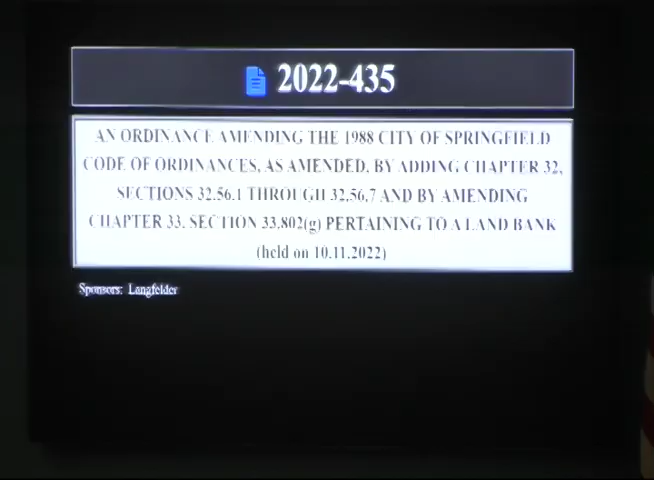 2022-435
AN ORDINANCE AMENDING THE 1988 CITY OF SPRINGFIELD
CODE OF ORDINANCES, AS AMENDED, BY ADDING CHAPTER 32,
SECTIONS 32.56.1 THROUGH 32.56.7 AND BY AMENDING
CHAPTER 33, SECTION 33.802(g) PERTAINING TO A LAND BANK
(held on 10.11.2022)
Sponsors: Langfelder